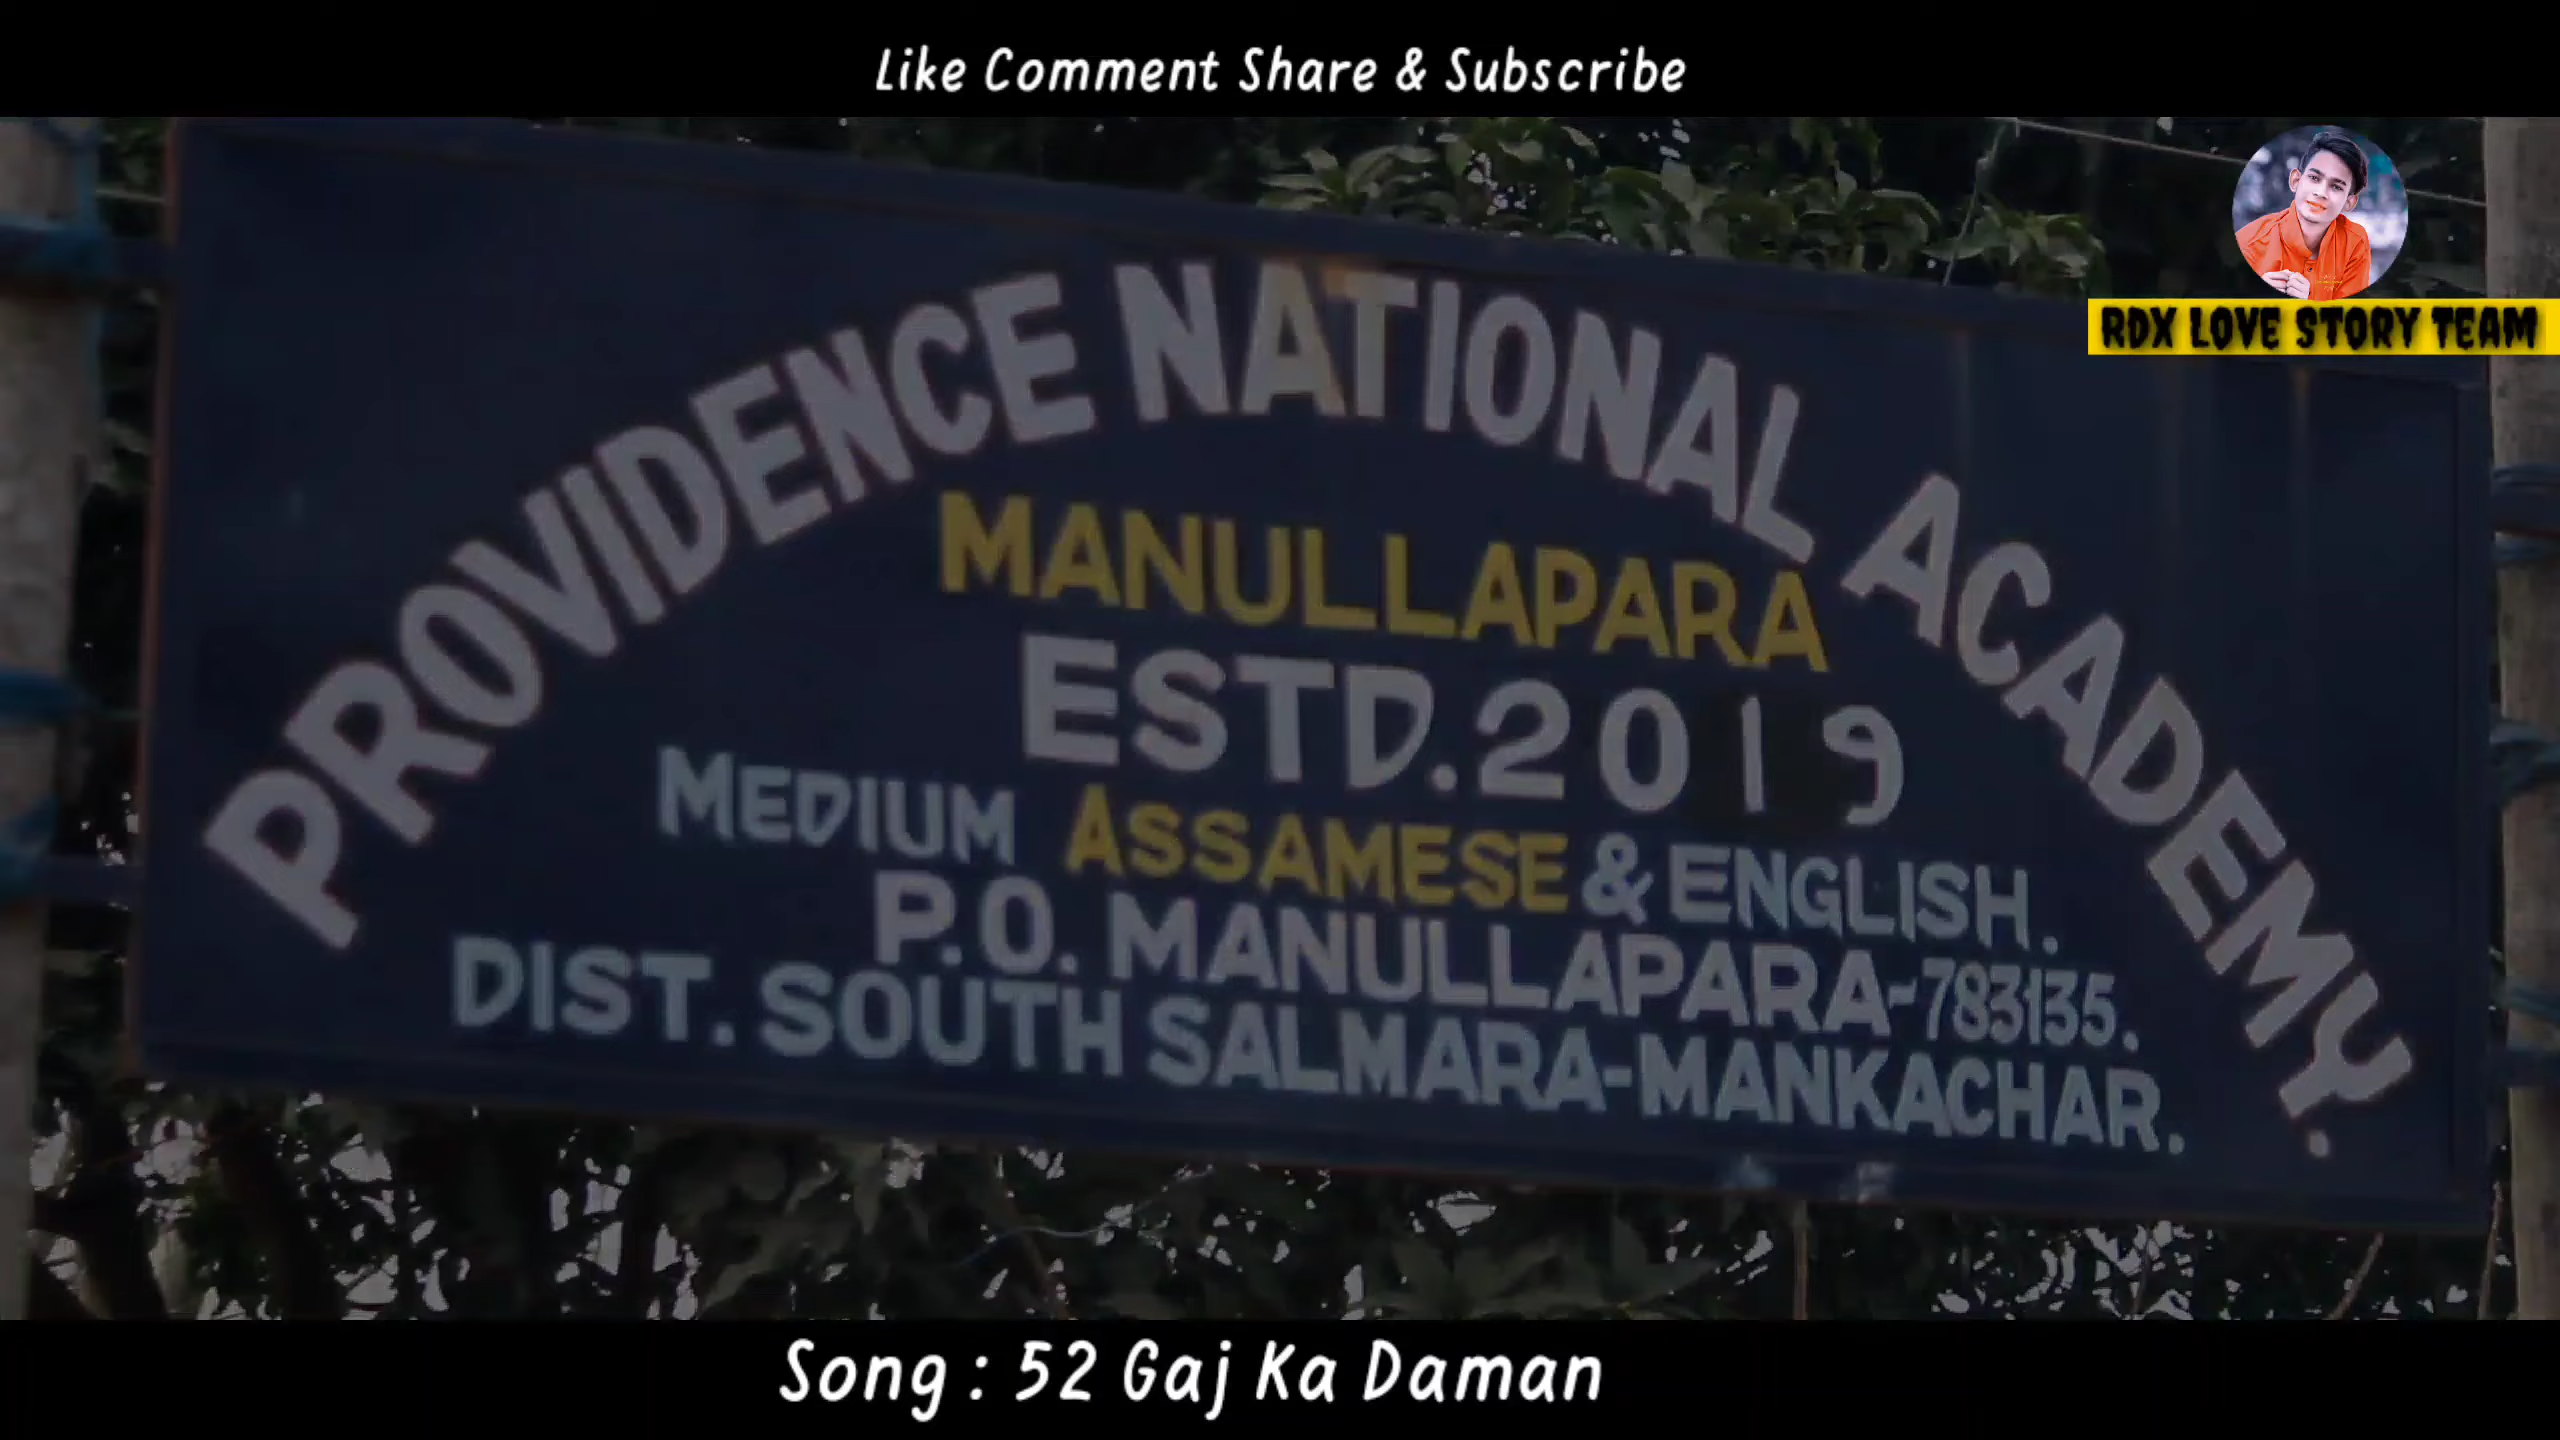 Like Comment Share & Subscribe
RDX LOVE STORY TEAM
PROVIDENCE NATIONAL ACADEMY.
MANULLAPARA
ESTD.2019
MEDIUM ASSAMESE & ENGLISH.
P.O. MANULLAPARA-783135.
DIST. SOUTH SALMARA-MANKACHAR.
Song : 52 Gaj Ka Daman